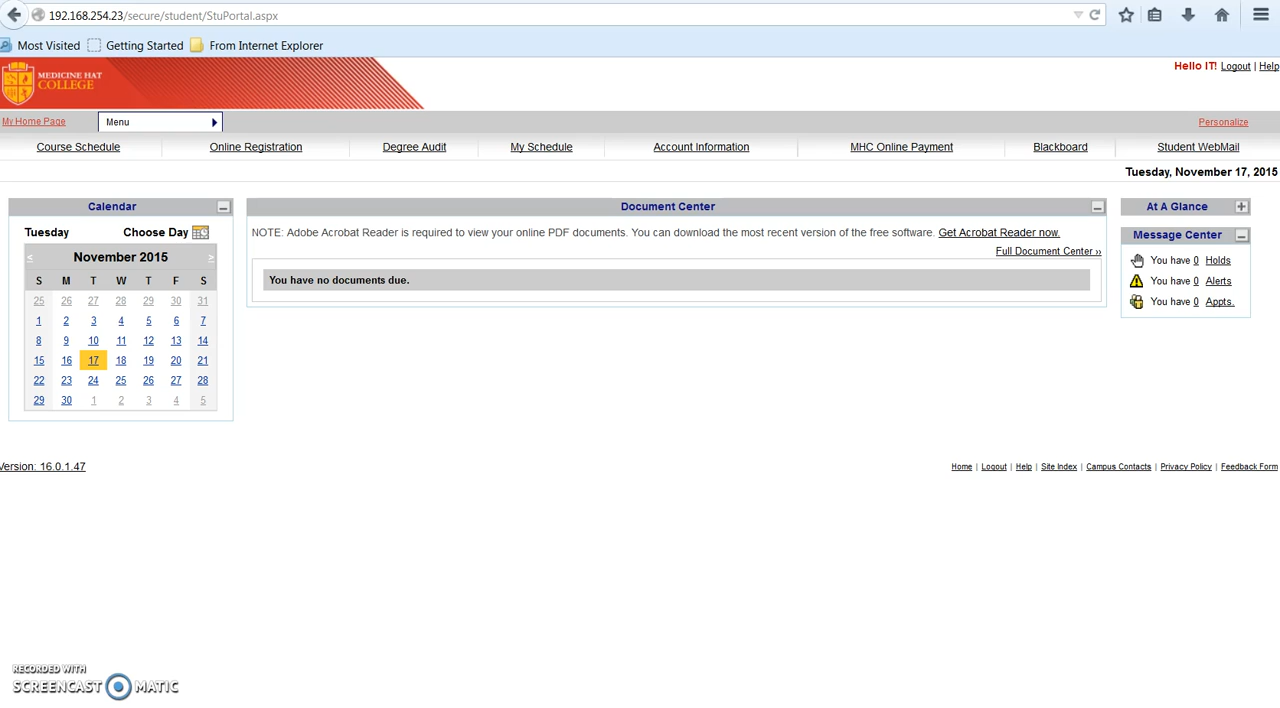 192.168.254.23/secure/student/StuPortal.aspx
Most Visited Getting Started From Internet Explorer
MEDICINE HAT
COLLEGE
Hello IT! Logout | Help
My Home Page Menu Personalize
Course Schedule Online Registration Degree Audit My Schedule Account Information MHC Online Payment Blackboard Student WebMail
Tuesday, November 17, 2015
Calendar
Tuesday Choose Day
< November 2015 >
S M T W T F S
25 26 27 28 29 30 31
1 2 3 4 5 6 7
8 9 10 11 12 13 14
15 16 17 18 19 20 21
22 23 24 25 26 27 28
29 30 1 2 3 4 5
Document Center
NOTE: Adobe Acrobat Reader is required to view your online PDF documents. You can download the most recent version of the free software. Get Acrobat Reader now.
Full Document Center ››
You have no documents due.
At A Glance
Message Center
You have 0 Holds
You have 0 Alerts
You have 0 Appts.
Version: 16.0.1.47
Home | Logout | Help | Site Index | Campus Contacts | Privacy Policy | Feedback Form
RECORDED WITH
SCREENCAST MATIC